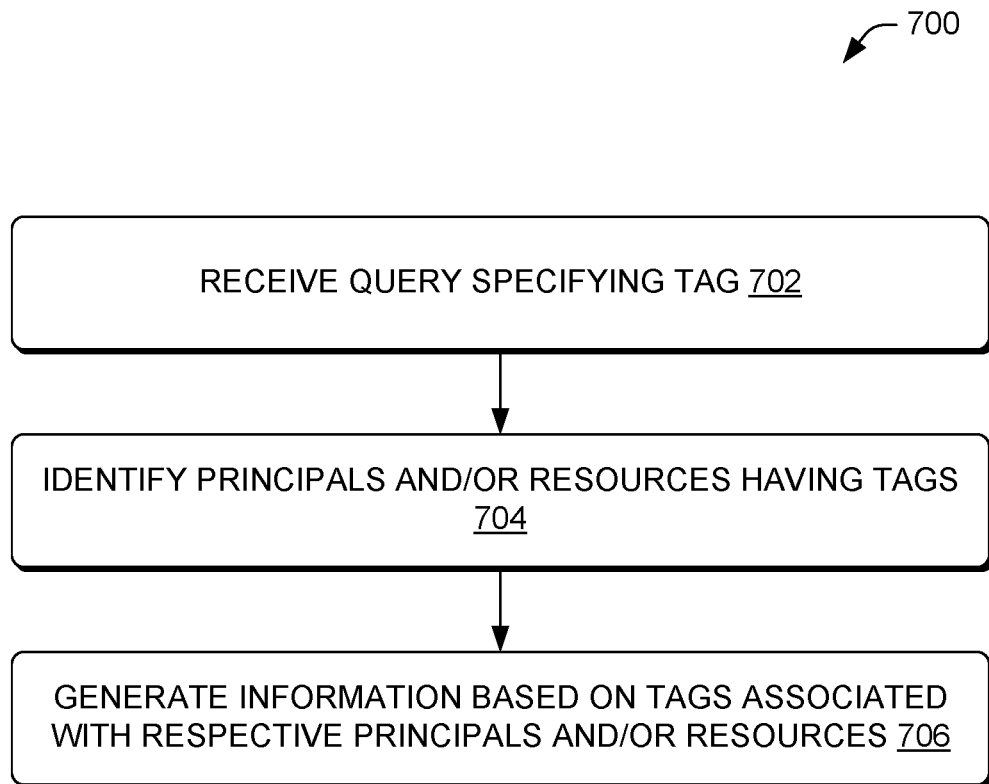 700
RECEIVE QUERY SPECIFYING TAG 702
IDENTIFY PRINCIPALS AND/OR RESOURCES HAVING TAGS
704
GENERATE INFORMATION BASED ON TAGS ASSOCIATED
WITH RESPECTIVE PRINCIPALS AND/OR RESOURCES 706